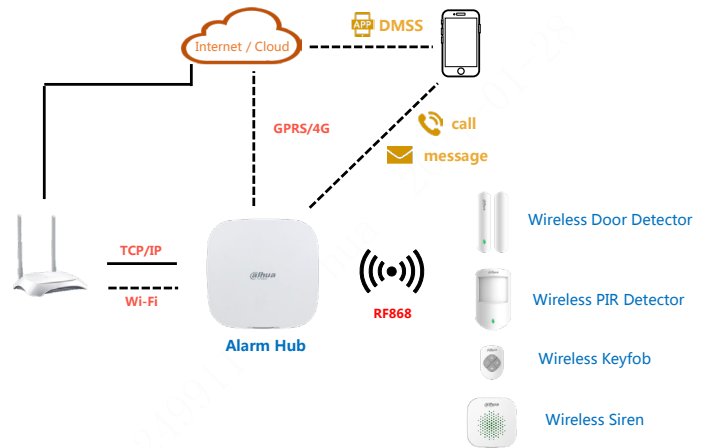 APP DMSS
Internet / Cloud
GPRS/4G
call
message
TCP/IP
Wi-Fi
alhua
RF868
Alarm Hub
Wireless Door Detector
Wireless PIR Detector
Wireless Keyfob
Wireless Siren